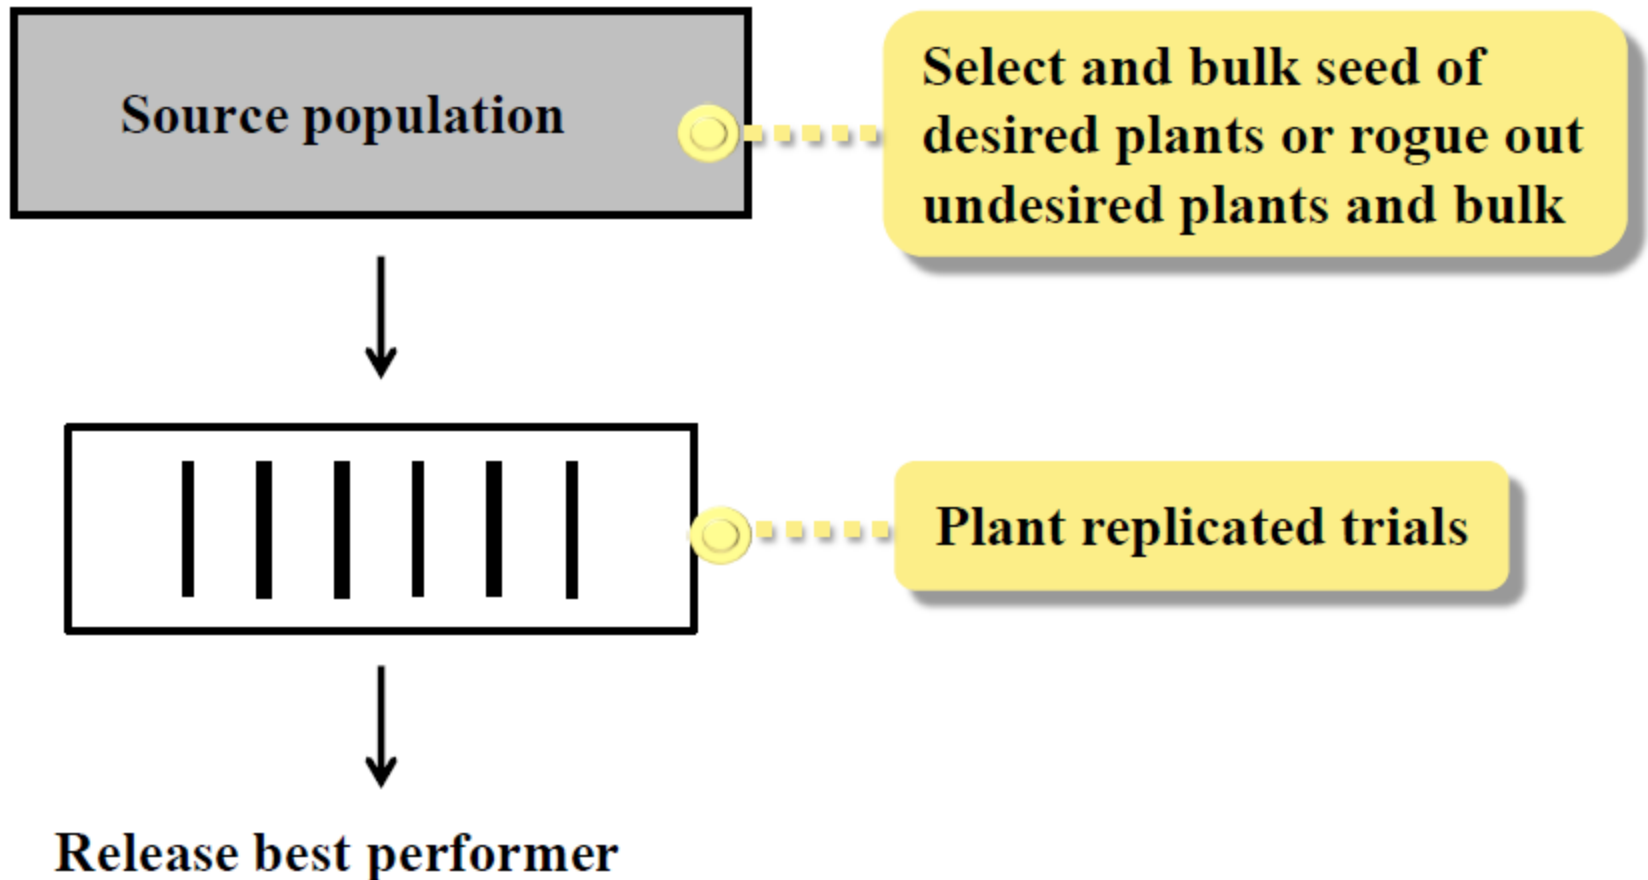 Source population
Select and bulk seed of
desired plants or rogue out
undesired plants and bulk
Plant replicated trials
Release best performer